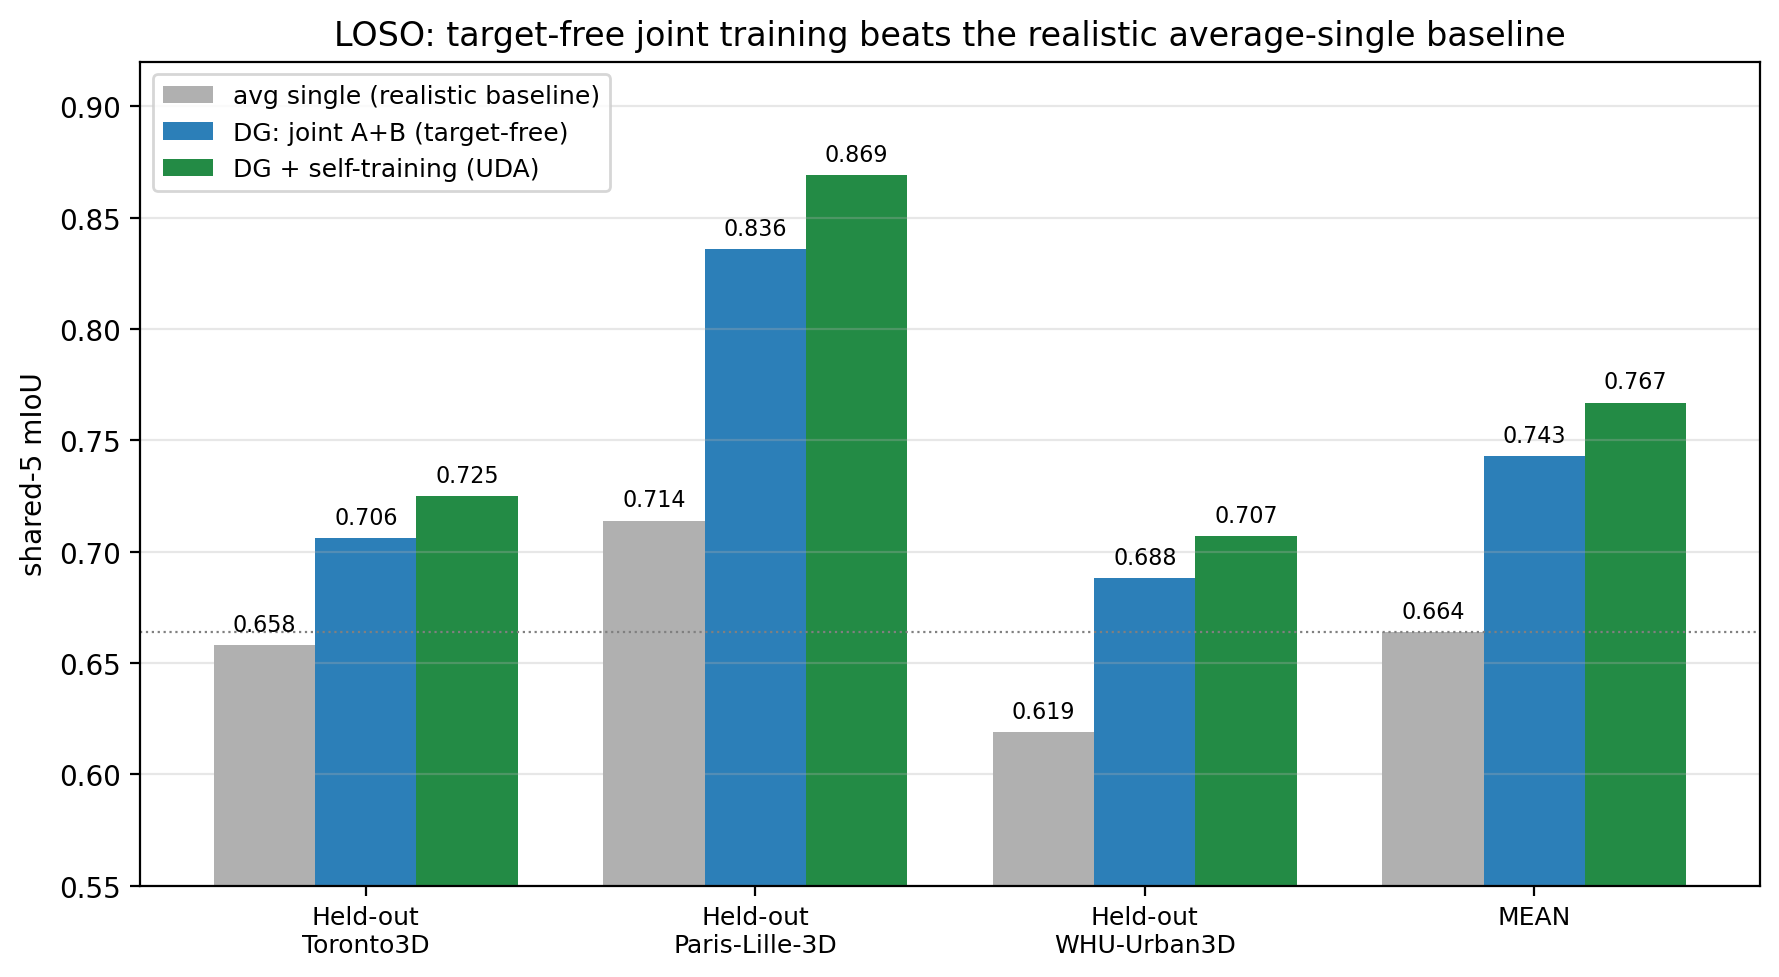 LOSO: target-free joint training beats the realistic average-single baseline
avg single (realistic baseline)
DG: joint A+B (target-free)
DG + self-training (UDA)
shared-5 mIoU
0.90
0.85
0.80
0.75
0.70
0.65
0.60
0.55
0.658
0.706
0.725
0.714
0.836
0.869
0.619
0.688
0.707
0.664
0.743
0.767
Held-out
Toronto3D
Held-out
Paris-Lille-3D
Held-out
WHU-Urban3D
MEAN